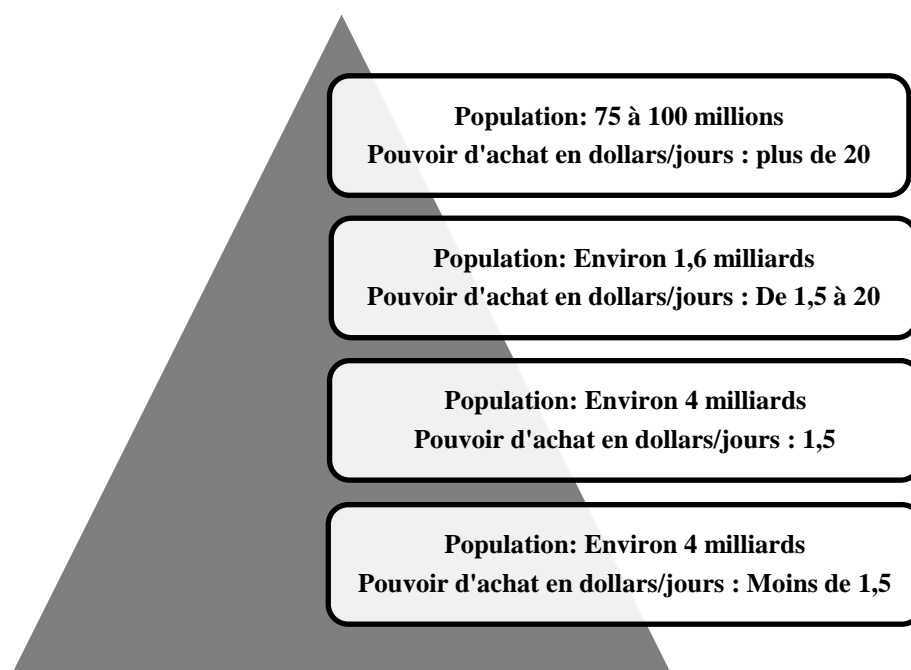 Population: 75 à 100 millions
Pouvoir d'achat en dollars/jours : plus de 20
Population: Environ 1,6 milliards
Pouvoir d'achat en dollars/jours : De 1,5 à 20
Population: Environ 4 milliards
Pouvoir d'achat en dollars/jours : 1,5
Population: Environ 4 milliards
Pouvoir d'achat en dollars/jours : Moins de 1,5